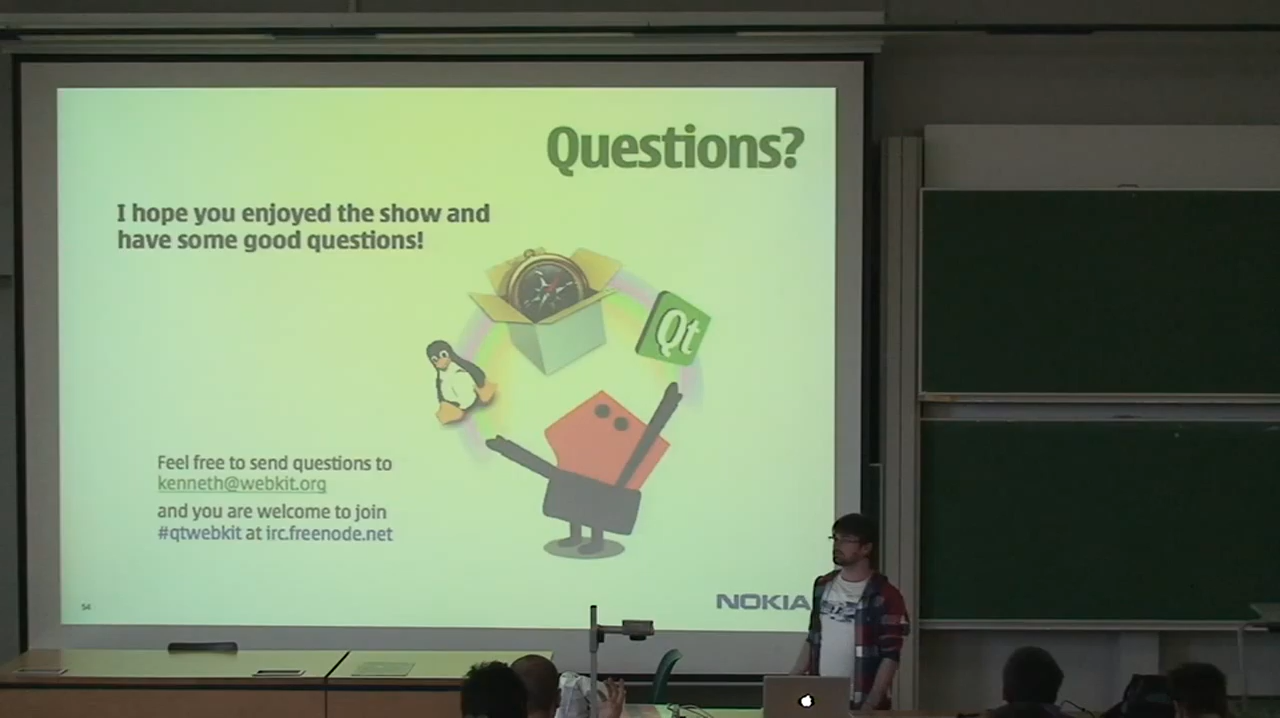 Questions?
I hope you enjoyed the show and
have some good questions!
Qt
Feel free to send questions to
kenneth@webkit.org
and you are welcome to join
#qtwebkit at irc.freenode.net
54
NOKIA